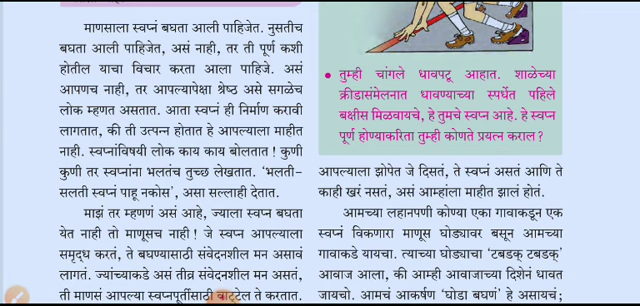 माणसाला स्वप्नं बघता आली पाहिजेत. नुसतीच
बघता आली पाहिजेत, असं नाही, तर ती पूर्ण कशी
होतील याचा विचार करता आला पाहिजे. असं
आपणच नाही, तर आपल्यापेक्षा श्रेष्ठ असे सगळेच
लोक म्हणत असतात. आता स्वप्नं ही निर्माण करावी
लागतात, की ती उत्पन्न होतात हे आपल्याला माहीत
नाही. स्वप्नांविषयी लोक काय काय बोलतात ! कुणी
कुणी तर स्वप्नांना भलतंच तुच्छ लेखतात. 'भलती-
सलती स्वप्नं पाहू नकोस', असा सल्लाही देतात.
माझं तर म्हणणं असं आहे, ज्याला स्वप्न बघता
येत नाही तो माणूसच नाही ! जे स्वप्न आपल्याला
समृद्ध करतं, ते बघण्यासाठी संवेदनशील मन असावं
लागतं. ज्यांच्याकडे असं तीव्र संवेदनशील मन असतं,
ती माणसं आपल्या स्वप्नपूर्तीसाठी वाट्टेल ते करतात.
• तुम्ही चांगले धावपटू आहात. शाळेच्या
क्रीडासंमेलनात धावण्याच्या स्पर्धेत पहिले
बक्षीस मिळवायचे, हे तुमचे स्वप्न आहे. हे स्वप्न
पूर्ण होण्याकरिता तुम्ही कोणते प्रयत्न कराल ?
आपल्याला झोपेत जे दिसतं, ते स्वप्नं असतं आणि ते
काही खरं नसतं, असं आम्हांला माहीत झालं होतं.
आमच्या लहानपणी कोण्या एका गावाकडून एक
स्वप्नं विकणारा माणूस घोड्यावर बसून आमच्या
गावाकडे यायचा. त्याच्या घोड्याचा 'टबडक् टबडक्'
आवाज आला, की आम्ही आवाजाच्या दिशेनं धावत
जायचो. आमचं आकर्षण 'घोडा बघणं' हे असायचं;